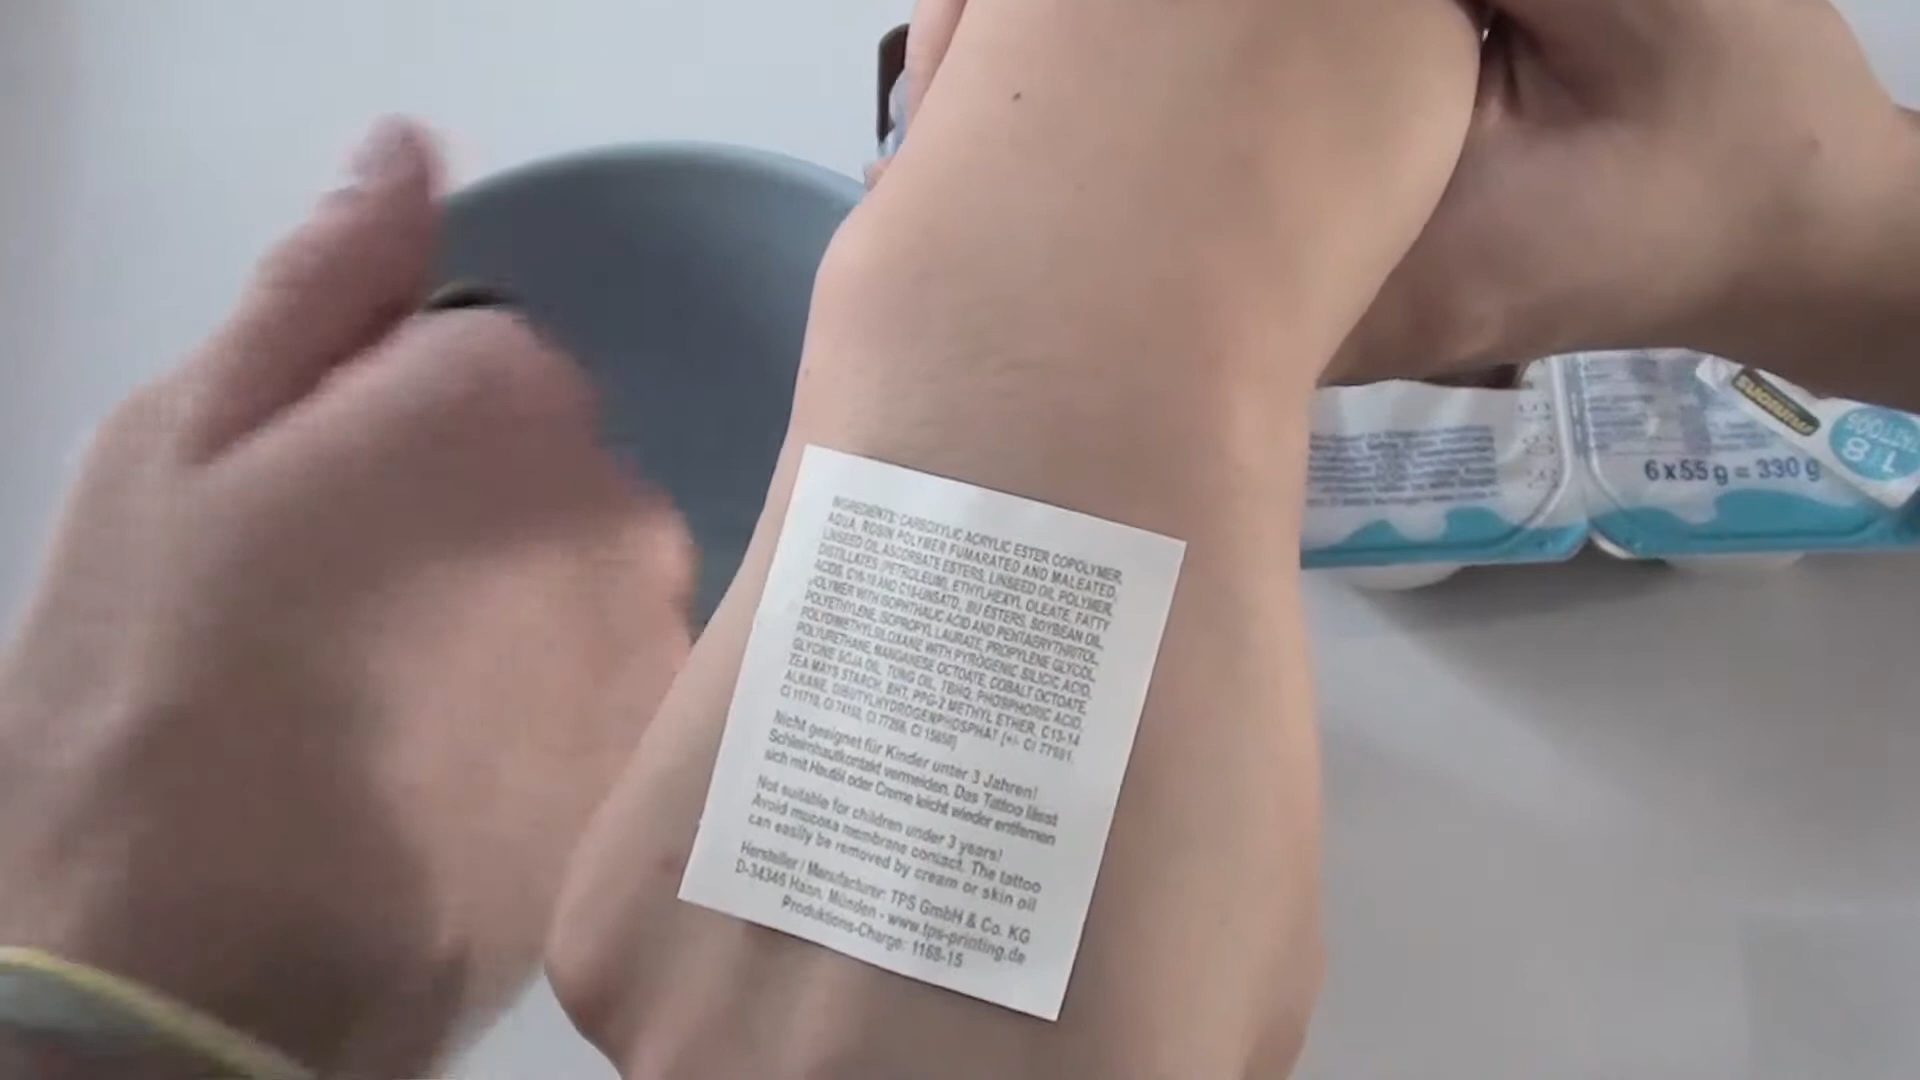 INGREDIENTS: CARBOXYLIC ACRYLIC ESTER COPOLYMER,
AQUA, ROSIN POLYMER FUMARATED AND MALEATED,
LINSEED OIL ASCORBATE ESTERS, LINSEED OIL POLYMER,
DISTILLATES (PETROLEUM), ETHYLHEXYL OLEATE, FATTY
ACIDS, C16-18 AND C18-UNSATD, BU ESTERS, SOYBEAN OIL,
POLYMER WITH ISOPHTHALIC ACID AND PENTAERYTHRITOL,
POLYETHYLENE, ISOPROPYL LAURATE, PROPYLENE GLYCOL,
POLYDIMETHYLSILOXANE WITH PYROGENIC SILICIC ACID,
POLYURETHANE, MANGANESE OCTOATE, COBALT OCTOATE,
GLYCINE SOJA OIL, TUNG OIL, TBHQ, PHOSPHORIC ACID,
ZEA MAYS STARCH, BHT, PPG-2 METHYL ETHER, C13-14
ALKANE, DIBUTYLHYDROGENPHOSPHAT [+/- CI 77891,
CI 11710, CI 74160, CI 77266, CI 15850]
Nicht geeignet für Kinder unter 3 Jahren!
Schleimhautkontakt vermeiden. Das Tattoo lässt
sich mit Hautöl oder Creme leicht wieder entfernen
Not suitable for children under 3 years!
Avoid mucosa membrane contact. The tattoo
can easily be removed by cream or skin oil
Hersteller / Manufacturer: TPS GmbH & Co. KG
D-34346 Hann. Münden - www.tps-printing.de
Produktions-Charge: 1168-15
6 x 55 g = 330 g
MINIONS
TATTOOS